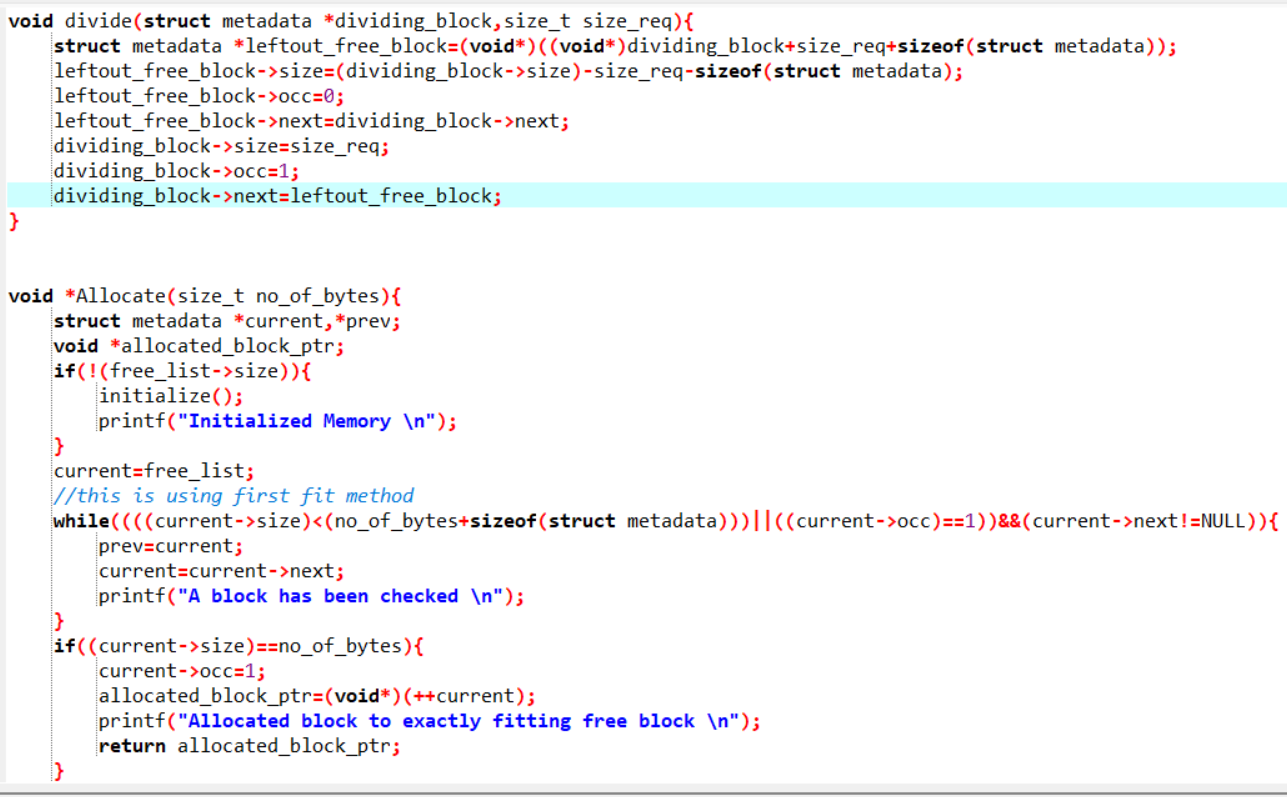 void divide(struct metadata *dividing_block,size_t size_req){
    struct metadata *leftout_free_block=(void*)((void*)dividing_block+size_req+sizeof(struct metadata));
    leftout_free_block->size=(dividing_block->size)-size_req-sizeof(struct metadata);
    leftout_free_block->occ=0;
    leftout_free_block->next=dividing_block->next;
    dividing_block->size=size_req;
    dividing_block->occ=1;
    dividing_block->next=leftout_free_block;
}
void *Allocate(size_t no_of_bytes){
    struct metadata *current,*prev;
    void *allocated_block_ptr;
    if(!(free_list->size)){
        initialize();
        printf("Initialized Memory \n");
    }
    current=free_list;
    //this is using first fit method
    while((((current->size)<(no_of_bytes+sizeof(struct metadata)))||((current->occ)==1))&&(current->next!=NULL)){
        prev=current;
        current=current->next;
        printf("A block has been checked \n");
    }
    if((current->size)==no_of_bytes){
        current->occ=1;
        allocated_block_ptr=(void*)(++current);
        printf("Allocated block to exactly fitting free block \n");
        return allocated_block_ptr;
    }